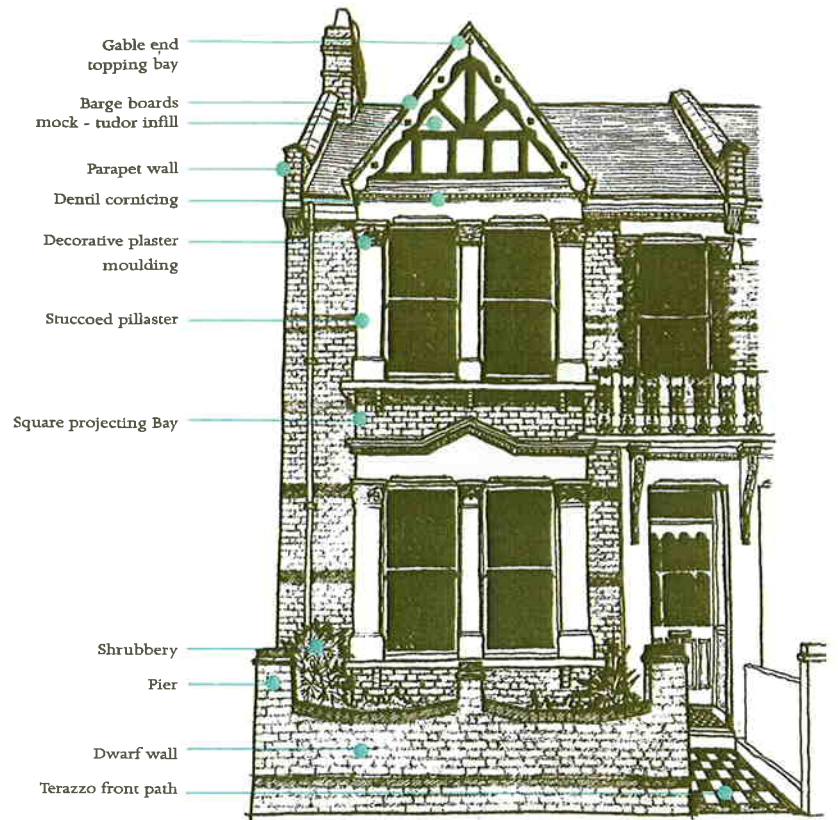 Gable end
topping bay
Barge boards
mock - tudor infill
Parapet wall
Dentil cornicing
Decorative plaster
moulding
Stuccoed pillaster
Square projecting Bay
Shrubbery
Pier
Dwarf wall
Terazzo front path